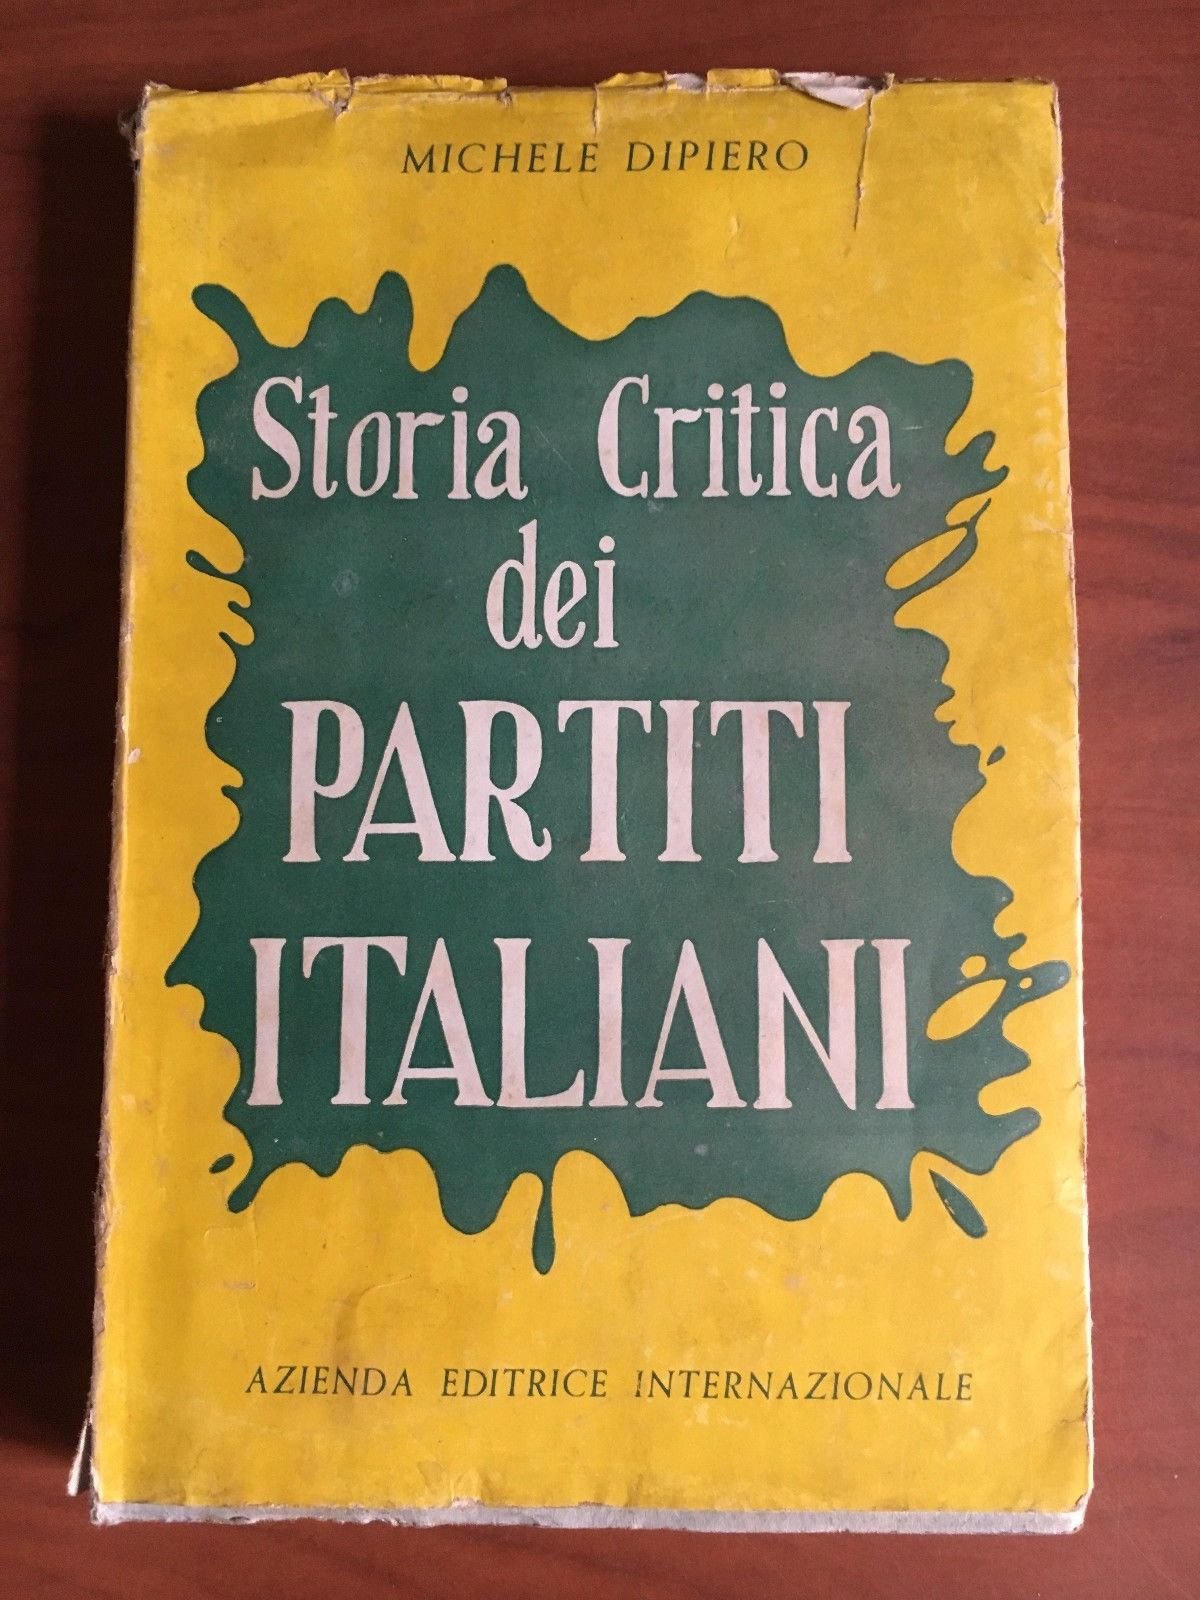 MICHELE DIPIERO
Storia Critica
dei
PARTITI
ITALIANI
AZIENDA EDITRICE INTERNAZIONALE